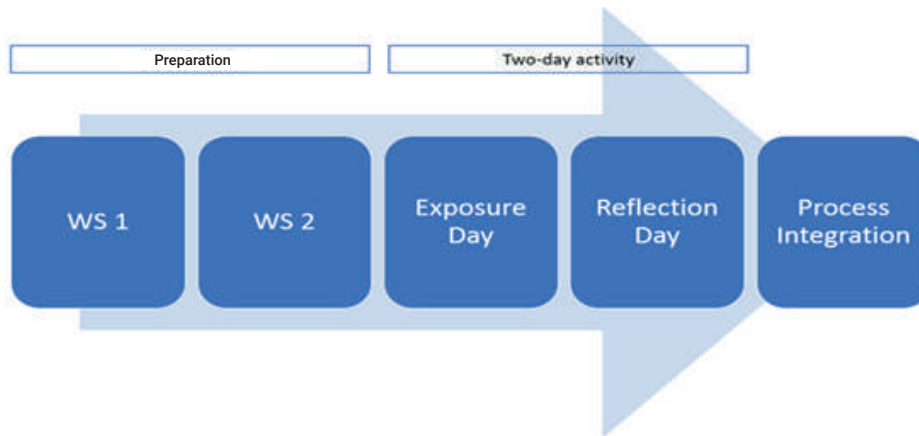 Preparation
Two-day activity
WS 1
WS 2
Exposure
Day
Reflection
Day
Process
Integration